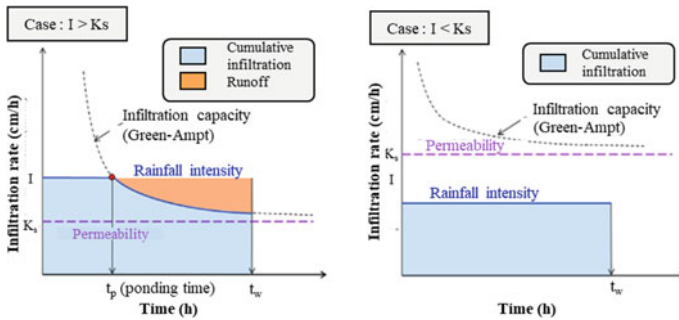 Case : I > Ks
Cumulative
infiltration
Runoff
Infiltration capacity
(Green-Ampt)
Rainfall intensity
I
Ks
Permeability
Infiltration rate (cm/h)
tp (ponding time)
tw
Time (h)
Case : I < Ks
Cumulative
infiltration
Infiltration capacity
(Green-Ampt)
Permeability
Ks
I
Rainfall intensity
Infiltration rate (cm/h)
tw
Time (h)